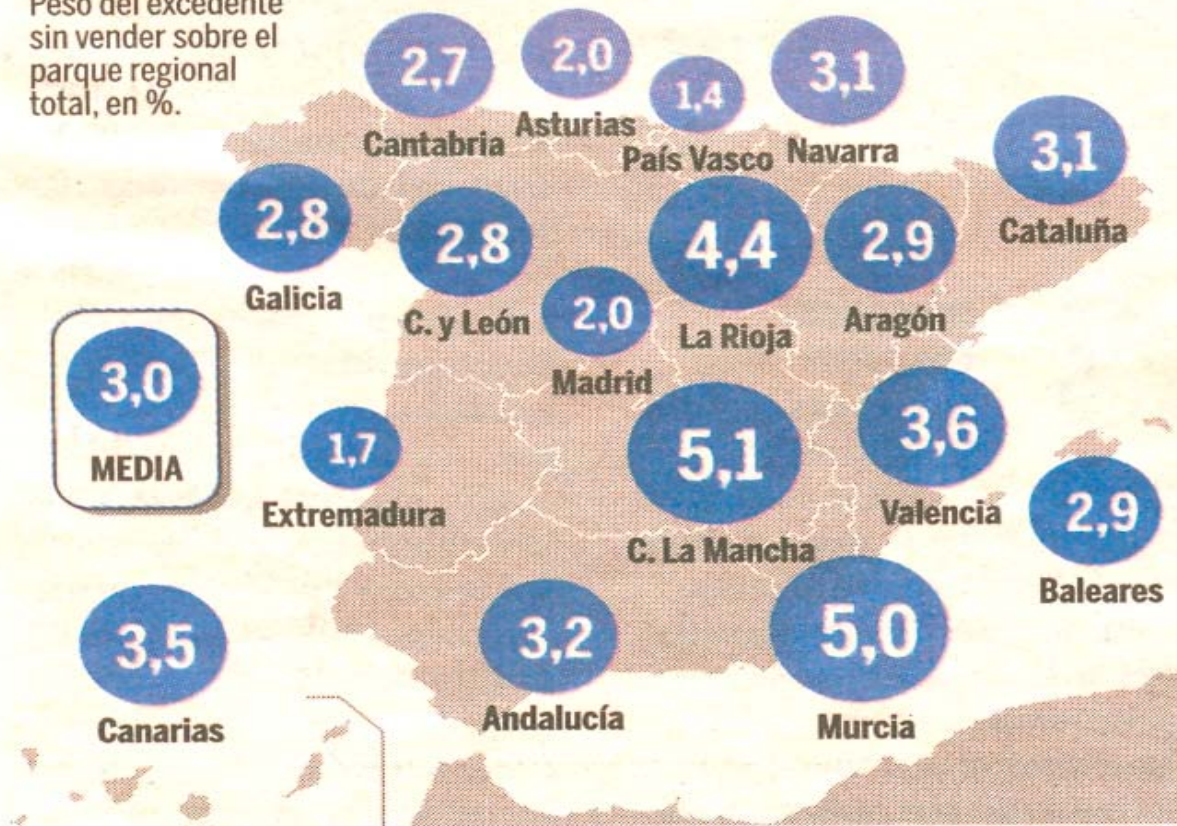 Peso del excedente
sin vender sobre el
parque regional
total, en %.
2,7
Cantabria
2,0
Asturias
1,4
País Vasco
3,1
Navarra
3,1
Cataluña
2,8
Galicia
2,8
C. y León
2,0
Madrid
4,4
La Rioja
2,9
Aragón
3,0
MEDIA
1,7
Extremadura
5,1
C. La Mancha
3,6
Valencia
2,9
Baleares
3,5
Canarias
3,2
Andalucía
5,0
Murcia